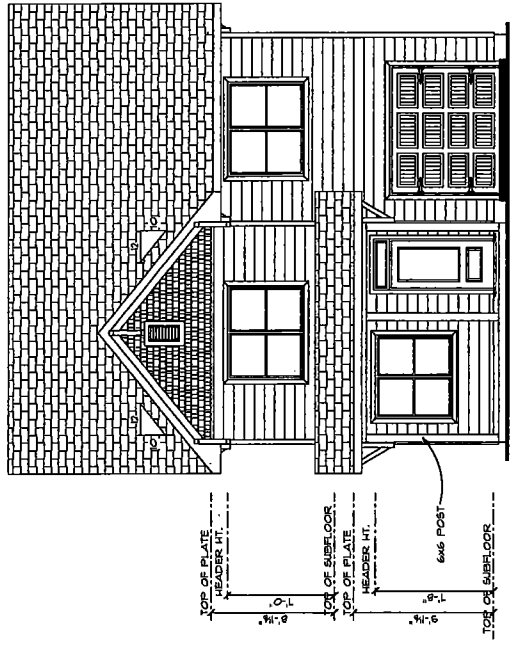 12
12
TOP OF PLATE
HEADER HT.
7'-0"
8'-1⅛"
TOP OF SUBFLOOR
TOP OF PLATE
HEADER HT.
7'-8"
9'-1⅛"
6x6 POST
TOP OF SUBFLOOR